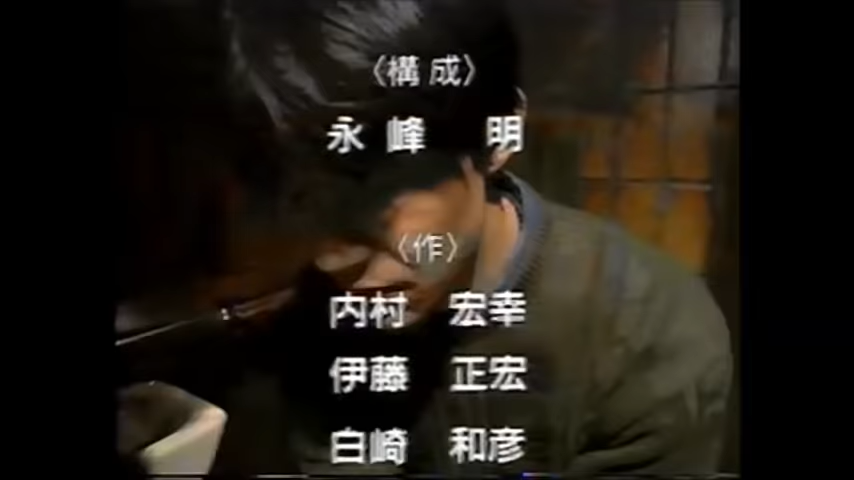 〈構成〉
永峰 明
〈作〉
内村 宏幸
伊藤 正宏
白崎 和彦